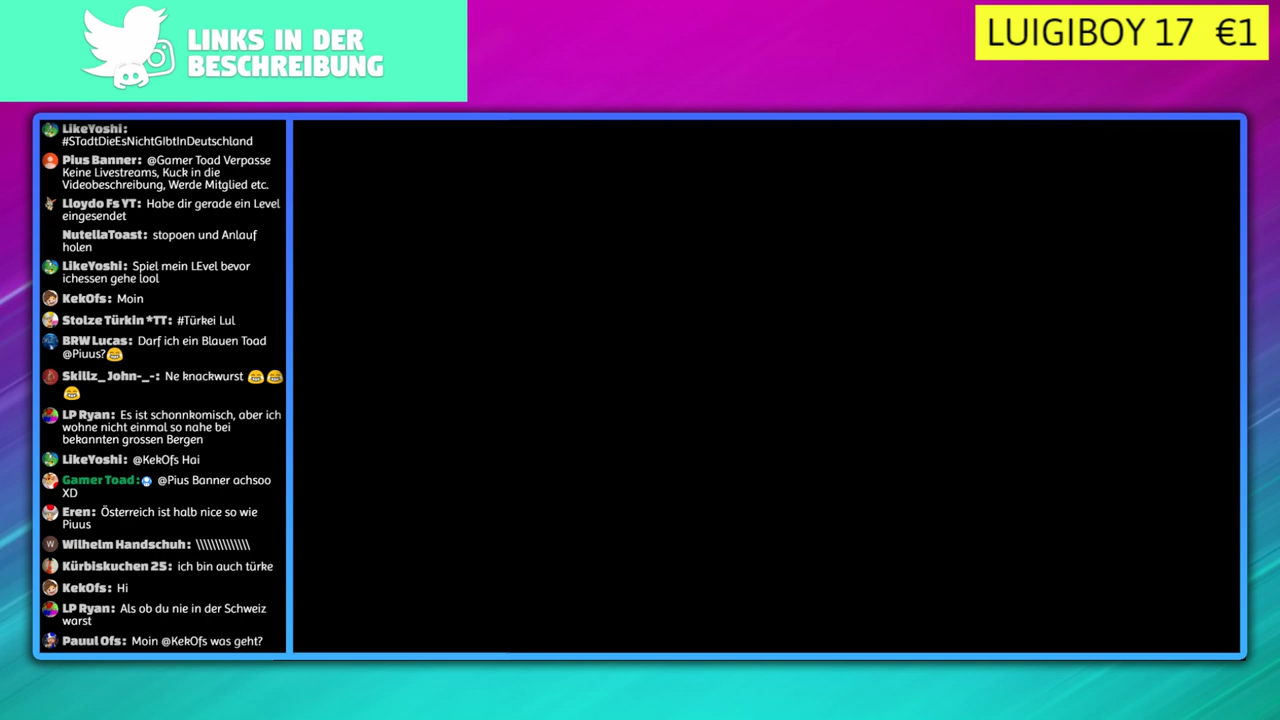 LINKS IN DER
BESCHREIBUNG
LUIGIBOY 17 €1
LikeYoshi:
#STadtDieEsNichtGIbtInDeutschland
Pius Banner: @Gamer Toad Verpasse
Keine Livestreams, Kuck in die
Videobeschreibung, Werde Mitglied etc.
Lloydo Fs YT: Habe dir gerade ein Level
eingesendet
NutellaToast: stopoen und Anlauf
holen
LikeYoshi: Spiel mein LEvel bevor
ichessen gehe lool
KekOfs: Moin
Stolze Türkin *TT: #Türkei Lul
BRW Lucas: Darf ich ein Blauen Toad
@Piuus?😂
Skillz_John-_-: Ne knackwurst 😂 😂
😂
LP Ryan: Es ist schonnkomisch, aber ich
wohne nicht einmal so nahe bei
bekannten grossen Bergen
LikeYoshi: @KekOfs Hai
Gamer Toad: @Pius Banner achsoo
XD
Eren: Österreich ist halb nice so wie
Piuus
W Wilhelm Handschuh: \\\\\\\\\\\\\\
Kürbiskuchen 25: ich bin auch türke
KekOfs: Hi
LP Ryan: Als ob du nie in der Schweiz
warst
Pauul Ofs: Moin @KekOfs was geht?